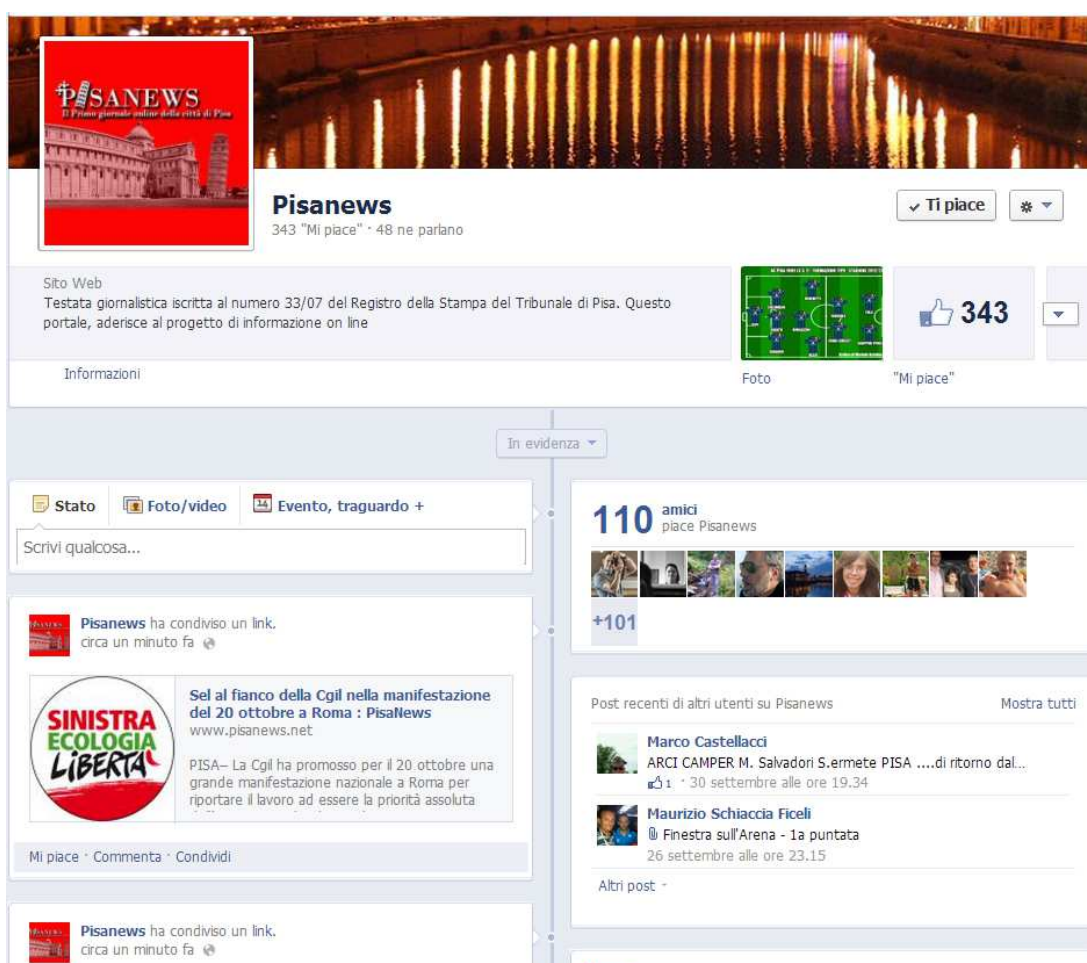 PISANEWS
Il Primo giornale online della città di Pisa
Pisanews
343 "Mi piace" · 48 ne parlano
Ti piace
Sito Web
Testata giornalistica iscritta al numero 33/07 del Registro della Stampa del Tribunale di Pisa. Questo
portale, aderisce al progetto di informazione on line
Informazioni
343
Foto
"Mi piace"
In evidenza
Stato
Foto/video
14
Evento, traguardo +
Scrivi qualcosa...
Pisanews ha condiviso un link.
circa un minuto fa
SINISTRA
ECOLOGIA
LIBERTÀ
Sel al fianco della Cgil nella manifestazione
del 20 ottobre a Roma : PisaNews
www.pisanews.net
PISA– La Cgil ha promosso per il 20 ottobre una
grande manifestazione nazionale a Roma per
riportare il lavoro ad essere la priorità assoluta
Mi piace · Commenta · Condividi
Pisanews ha condiviso un link.
circa un minuto fa
110 amici
piace Pisanews
+101
Post recenti di altri utenti su Pisanews
Mostra tutti
Marco Castellacci
ARCI CAMPER M. Salvadori S.ermete PISA ....di ritorno dal...
1 · 30 settembre alle ore 19.34
Maurizio Schiaccia Ficeli
Finestra sull'Arena - 1a puntata
26 settembre alle ore 23.15
Altri post